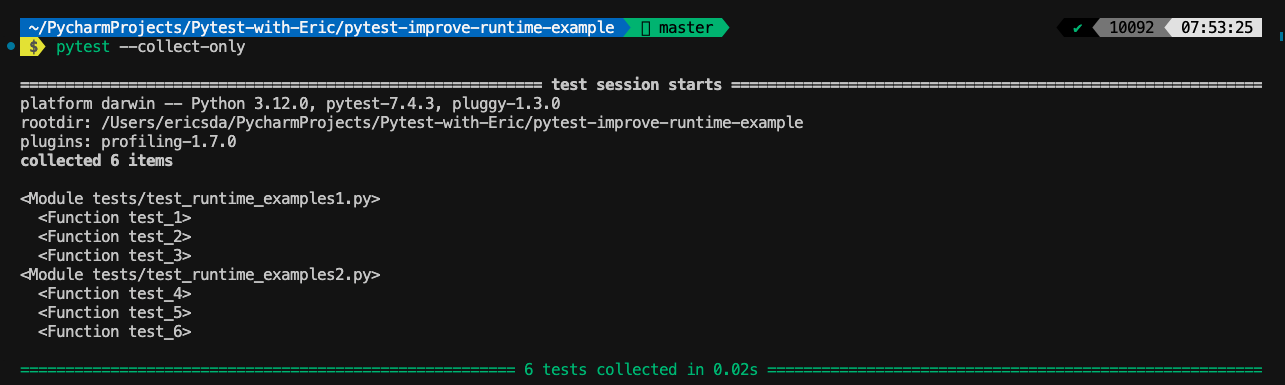 ~/PycharmProjects/Pytest-with-Eric/pytest-improve-runtime-example master ✔ 10092 07:53:25
$ pytest --collect-only
========================================================== test session starts ===========================================================
platform darwin -- Python 3.12.0, pytest-7.4.3, pluggy-1.3.0
rootdir: /Users/ericsda/PycharmProjects/Pytest-with-Eric/pytest-improve-runtime-example
plugins: profiling-1.7.0
collected 6 items
<Module tests/test_runtime_examples1.py>
  <Function test_1>
  <Function test_2>
  <Function test_3>
<Module tests/test_runtime_examples2.py>
  <Function test_4>
  <Function test_5>
  <Function test_6>
======================================================= 6 tests collected in 0.02s =======================================================